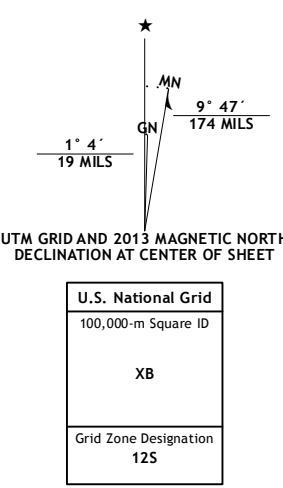 ★
MN
9° 47´
174 MILS
GN
1° 4´
19 MILS
UTM GRID AND 2013 MAGNETIC NORTH
DECLINATION AT CENTER OF SHEET
U.S. National Grid
100,000-m Square ID
XB
Grid Zone Designation
12S